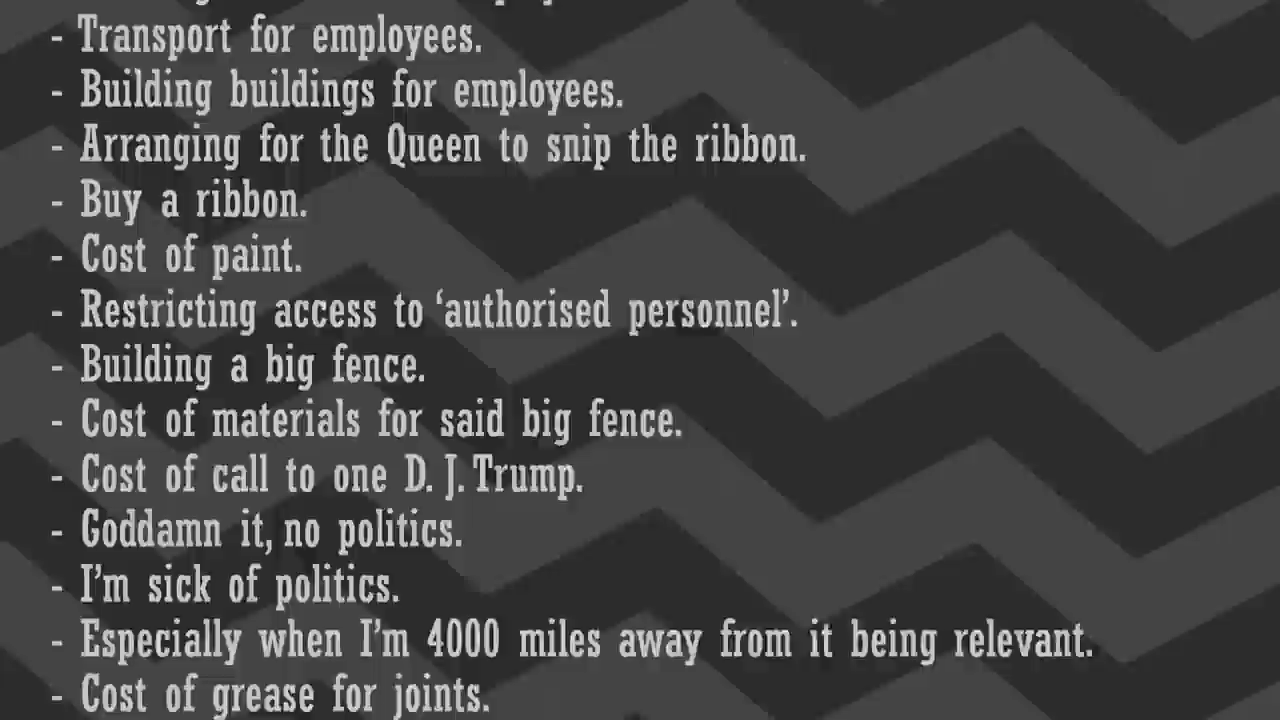 - Transport for employees.
- Building buildings for employees.
- Arranging for the Queen to snip the ribbon.
- Buy a ribbon.
- Cost of paint.
- Restricting access to ‘authorised personnel’.
- Building a big fence.
- Cost of materials for said big fence.
- Cost of call to one D. J. Trump.
- Goddamn it, no politics.
- I’m sick of politics.
- Especially when I’m 4000 miles away from it being relevant.
- Cost of grease for joints.